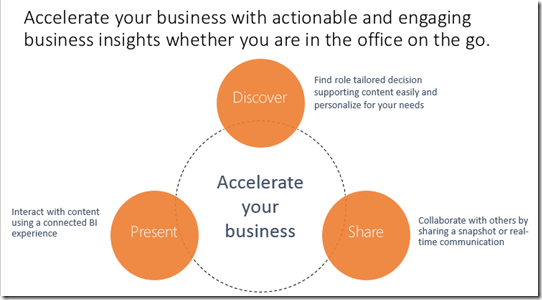 Accelerate your business with actionable and engaging
business insights whether you are in the office on the go.
Discover
Find role tailored decision
supporting content easily and
personalize for your needs
Accelerate
your
business
Interact with content
using a connected BI
experience
Present
Share
Collaborate with others by
sharing a snapshot or real-
time communication